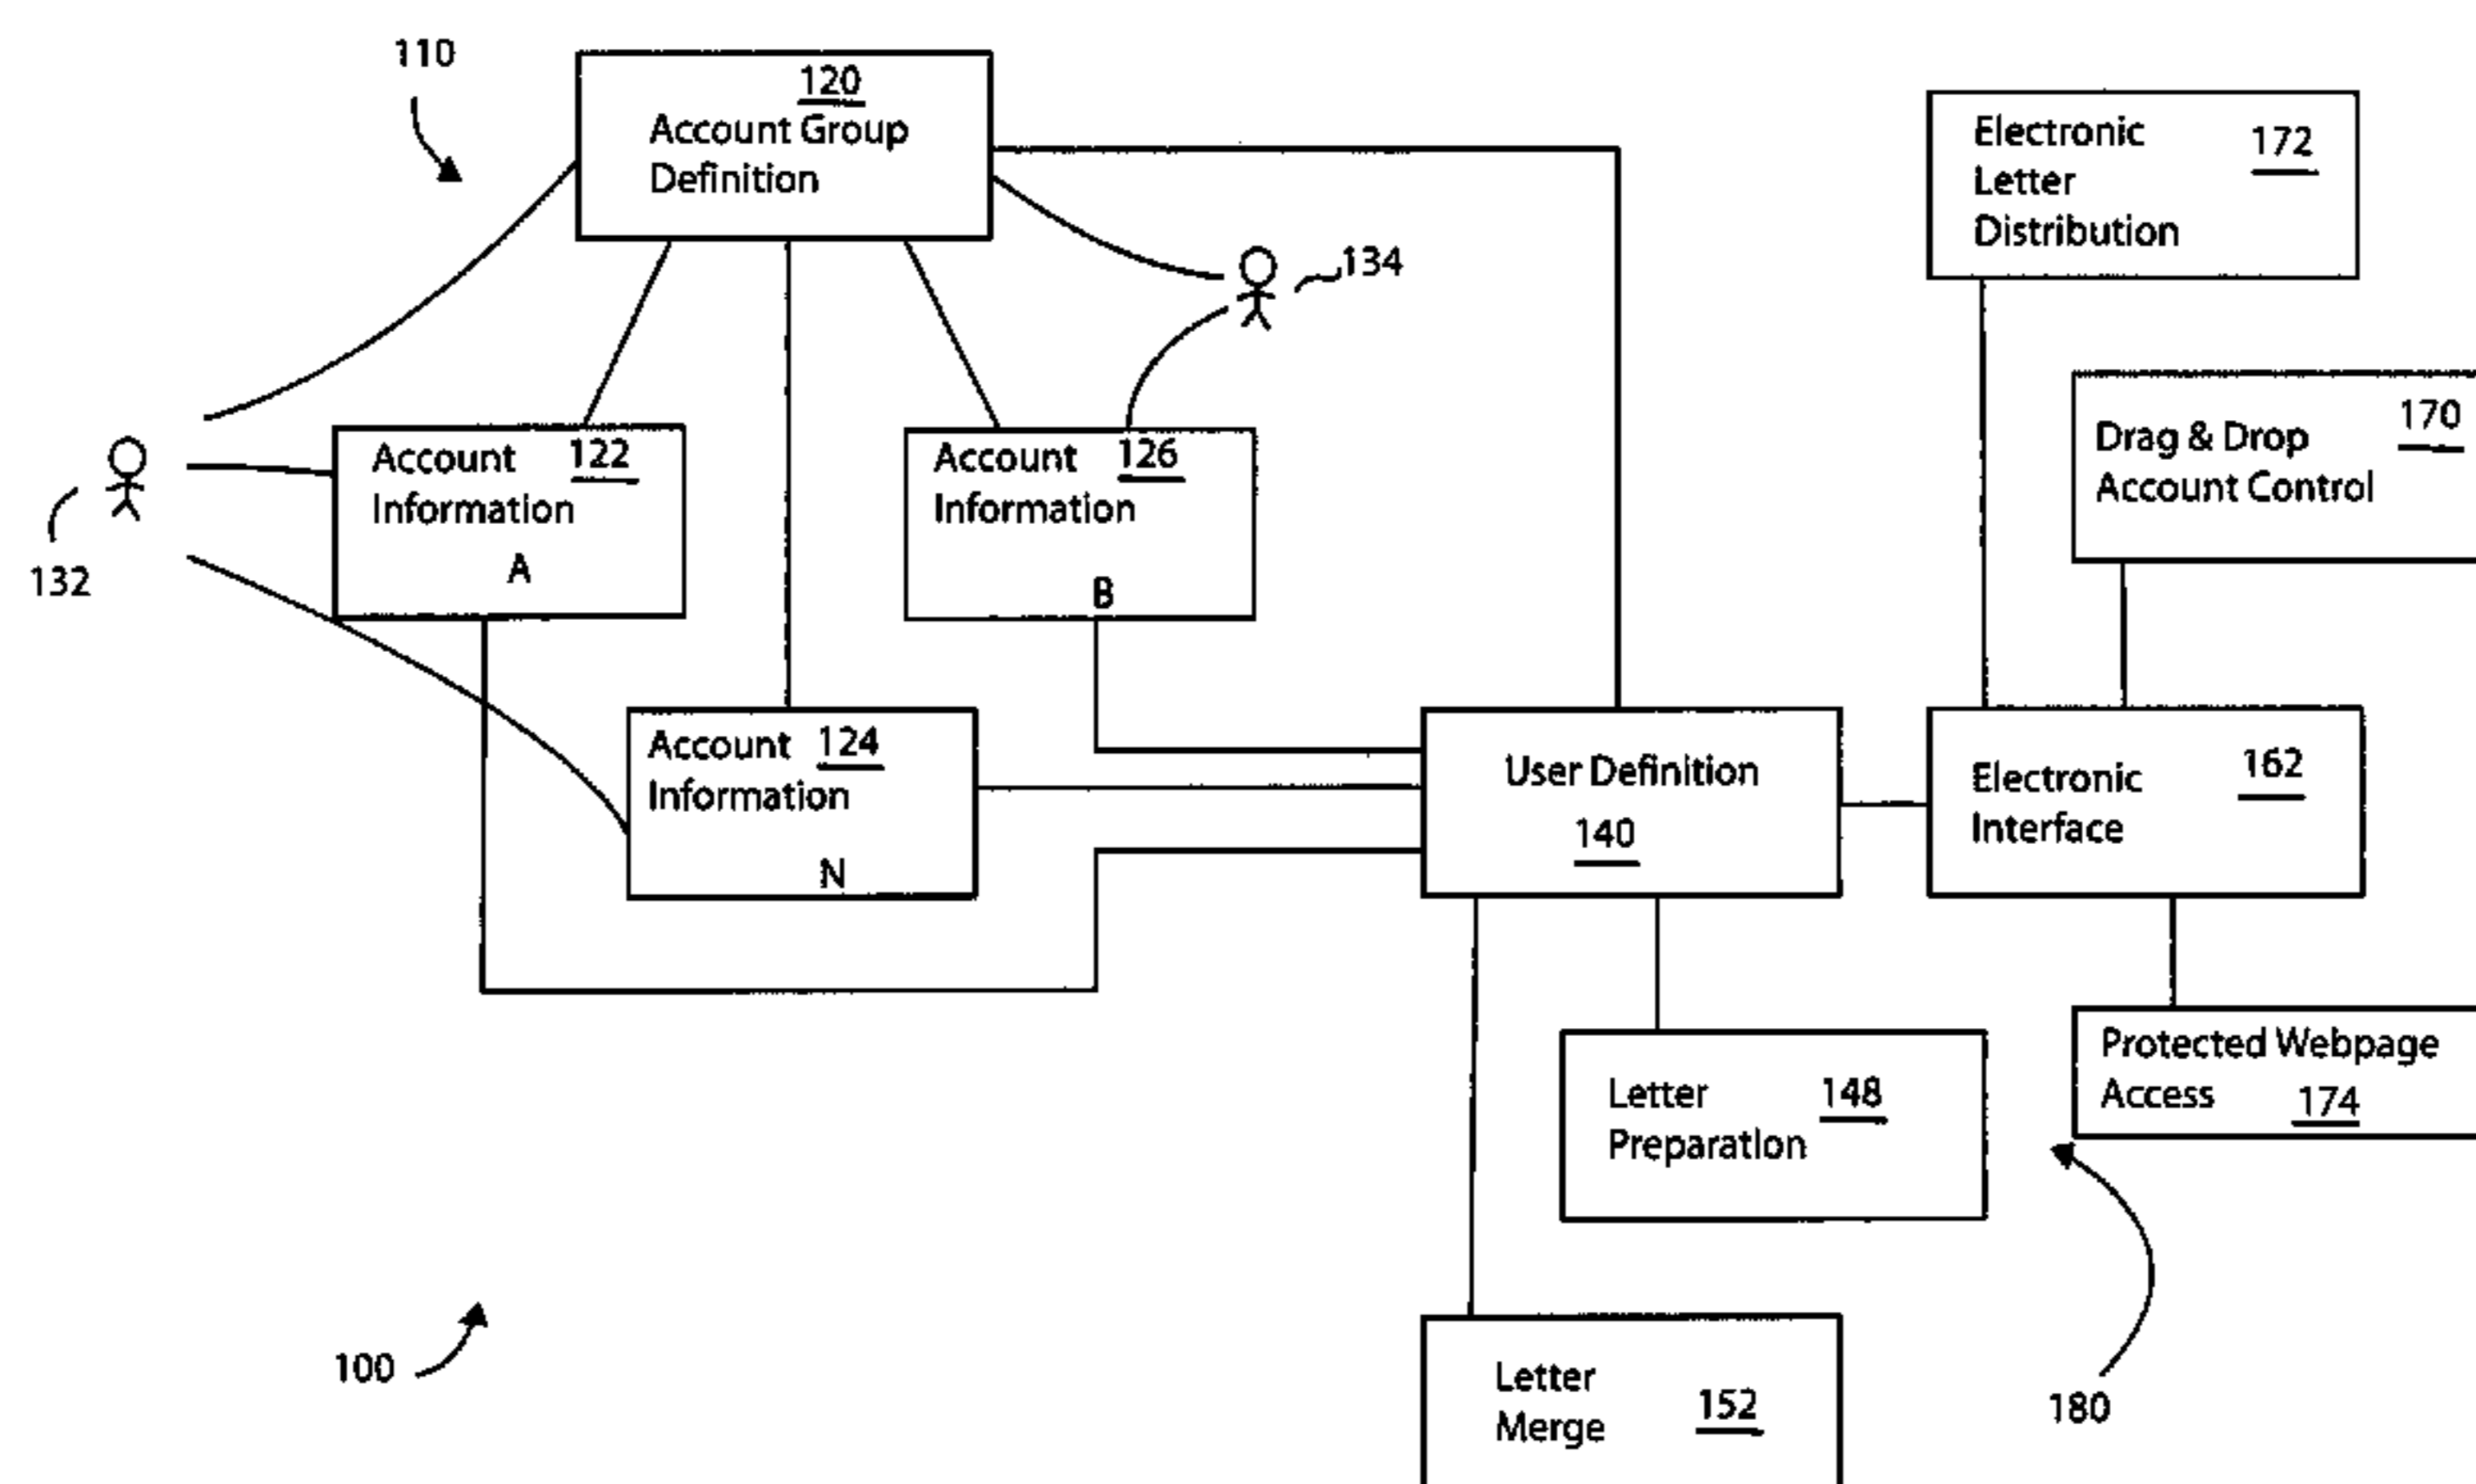 110
120
Account Group
Definition
Electronic
Letter
Distribution
172
134
170
Drag & Drop
Account Control
132
Account 122
Information
A
Account 126
Information
B
Account 124
Information
N
User Definition
140
162
Electronic
Interface
Letter
Preparation
148
Protected Webpage
Access 174
100
Letter
Merge
152
180